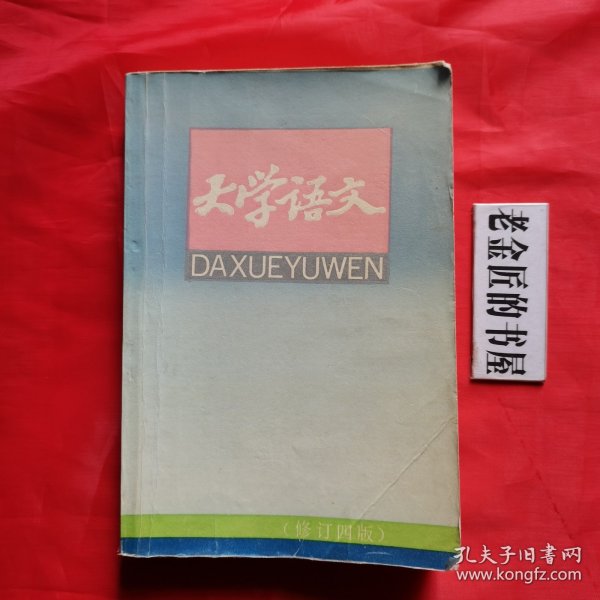 大学语文
DAXUEYUWEN
(修订四版)
老金匠的书屋
孔夫子旧书网
www.kongfz.com